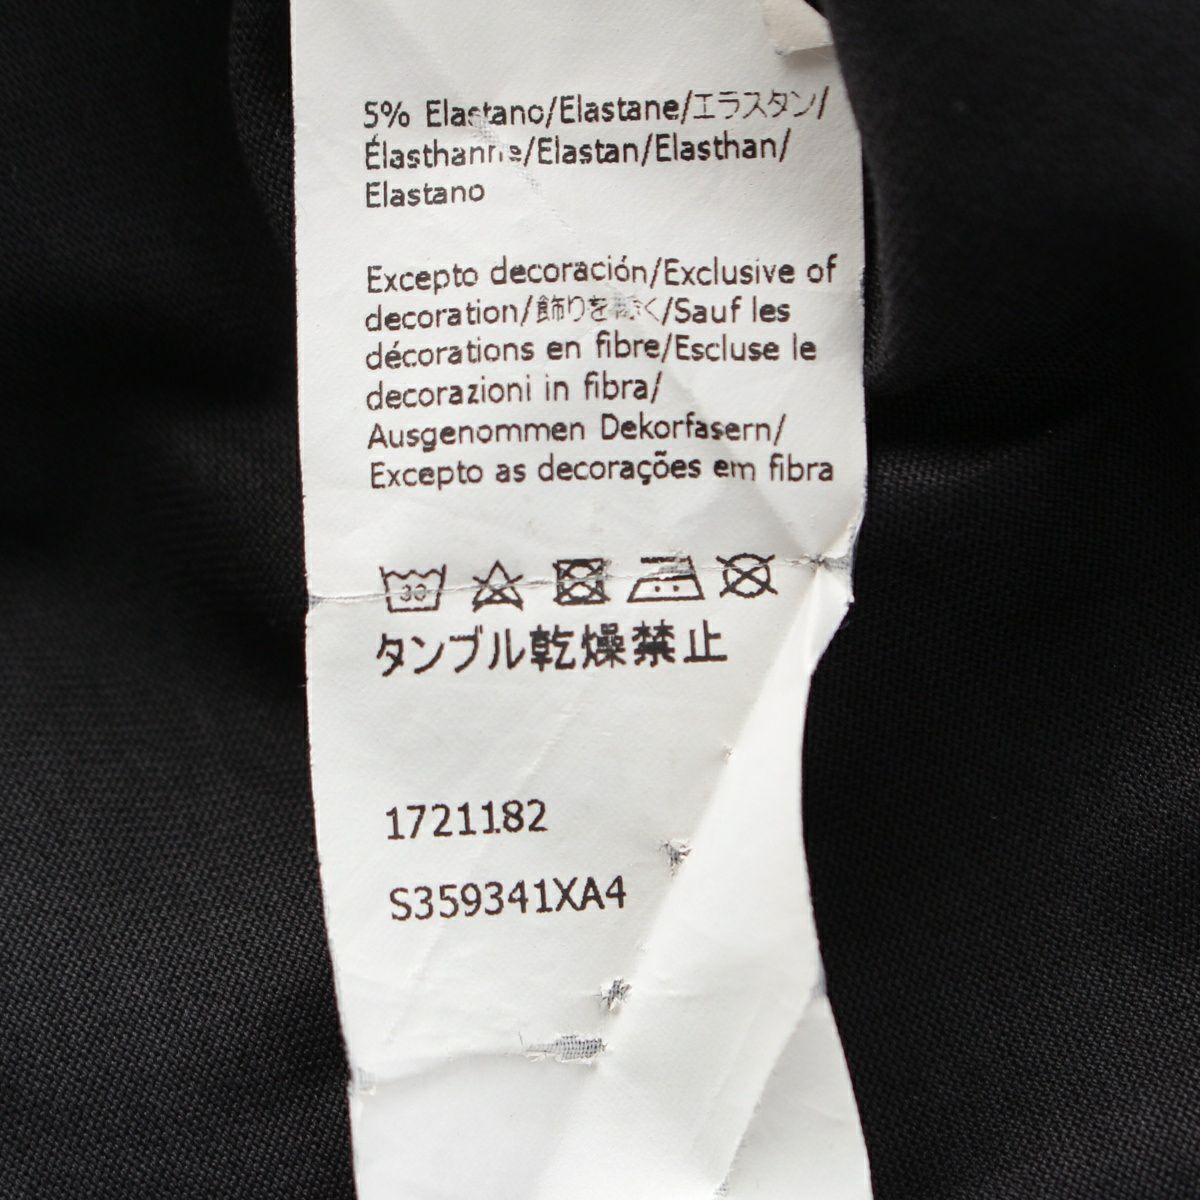 5% Elastano/Elastane/エラスタン/
Élasthanne/Elastan/Elasthan/
Elastano
Excepto decoración/Exclusive of
decoration/飾りを除く/Sauf les
décorations en fibre/Escluse le
decorazioni in fibra/
Ausgenommen Dekorfasern/
Excepto as decorações em fibra
30
タンブル乾燥禁止
1721182
S359341XA4